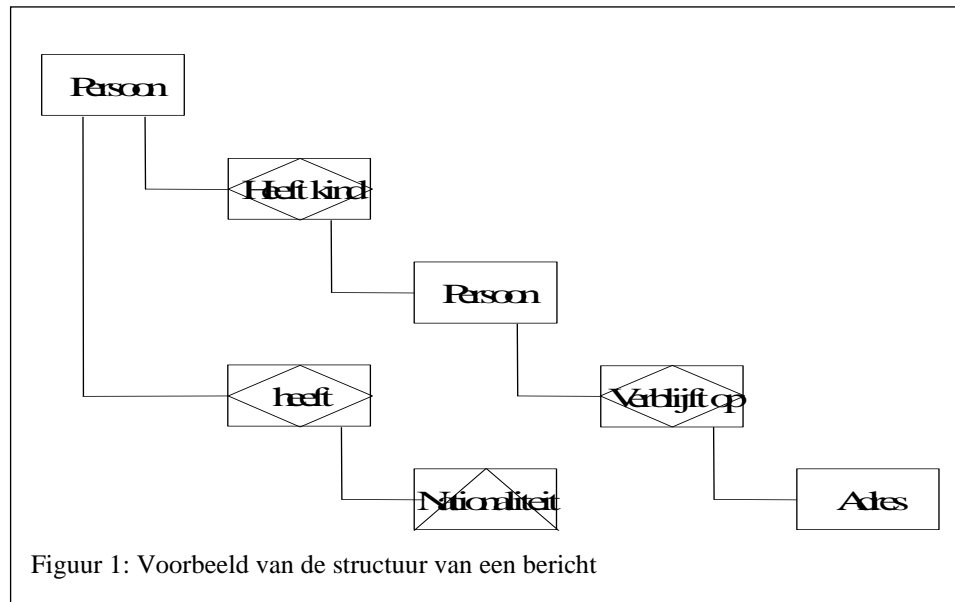 Persoon
Heeft kind
Persoon
heeft
Verblijft op
Nationaliteit
Adres
Figuur 1: Voorbeeld van de structuur van een bericht